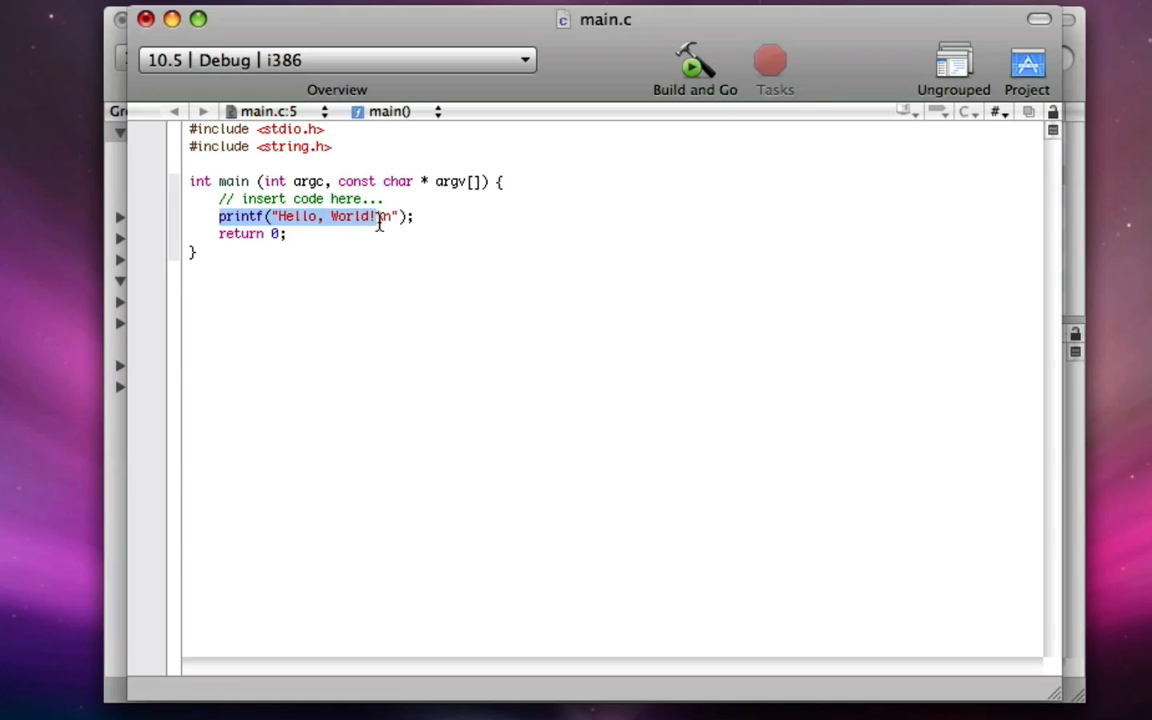 main.c
10.5 | Debug | i386
Overview
Build and Go
Tasks
Ungrouped
Project
Gr
main.c:5
main()
C
#
#include <stdio.h>
#include <string.h>
int main (int argc, const char * argv[]) {
// insert code here...
printf("Hello, World!\n");
return 0;
}